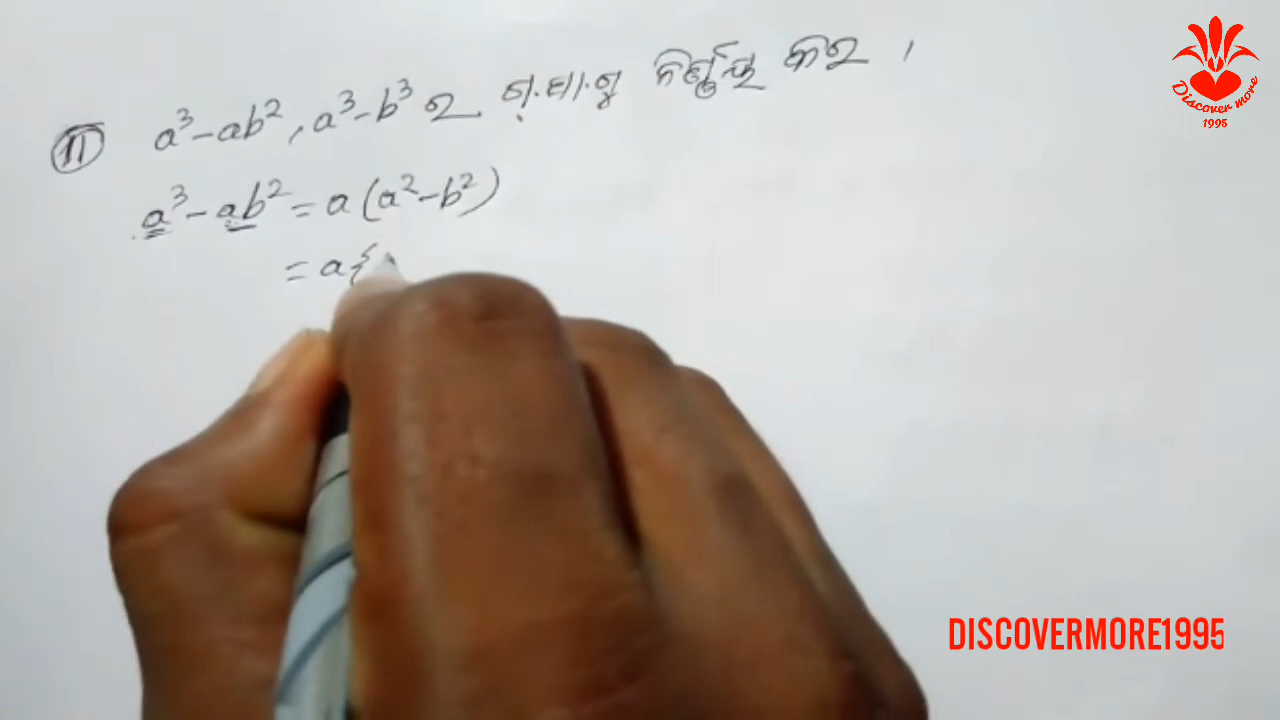 11 a³-ab², a³-b³ ର ଗ.ସା.ଗୁ ନିର୍ଣ୍ଣୟ କର ।
a³-ab² = a(a²-b²)
= a{
Discover more
1995
DISCOVERMORE1995